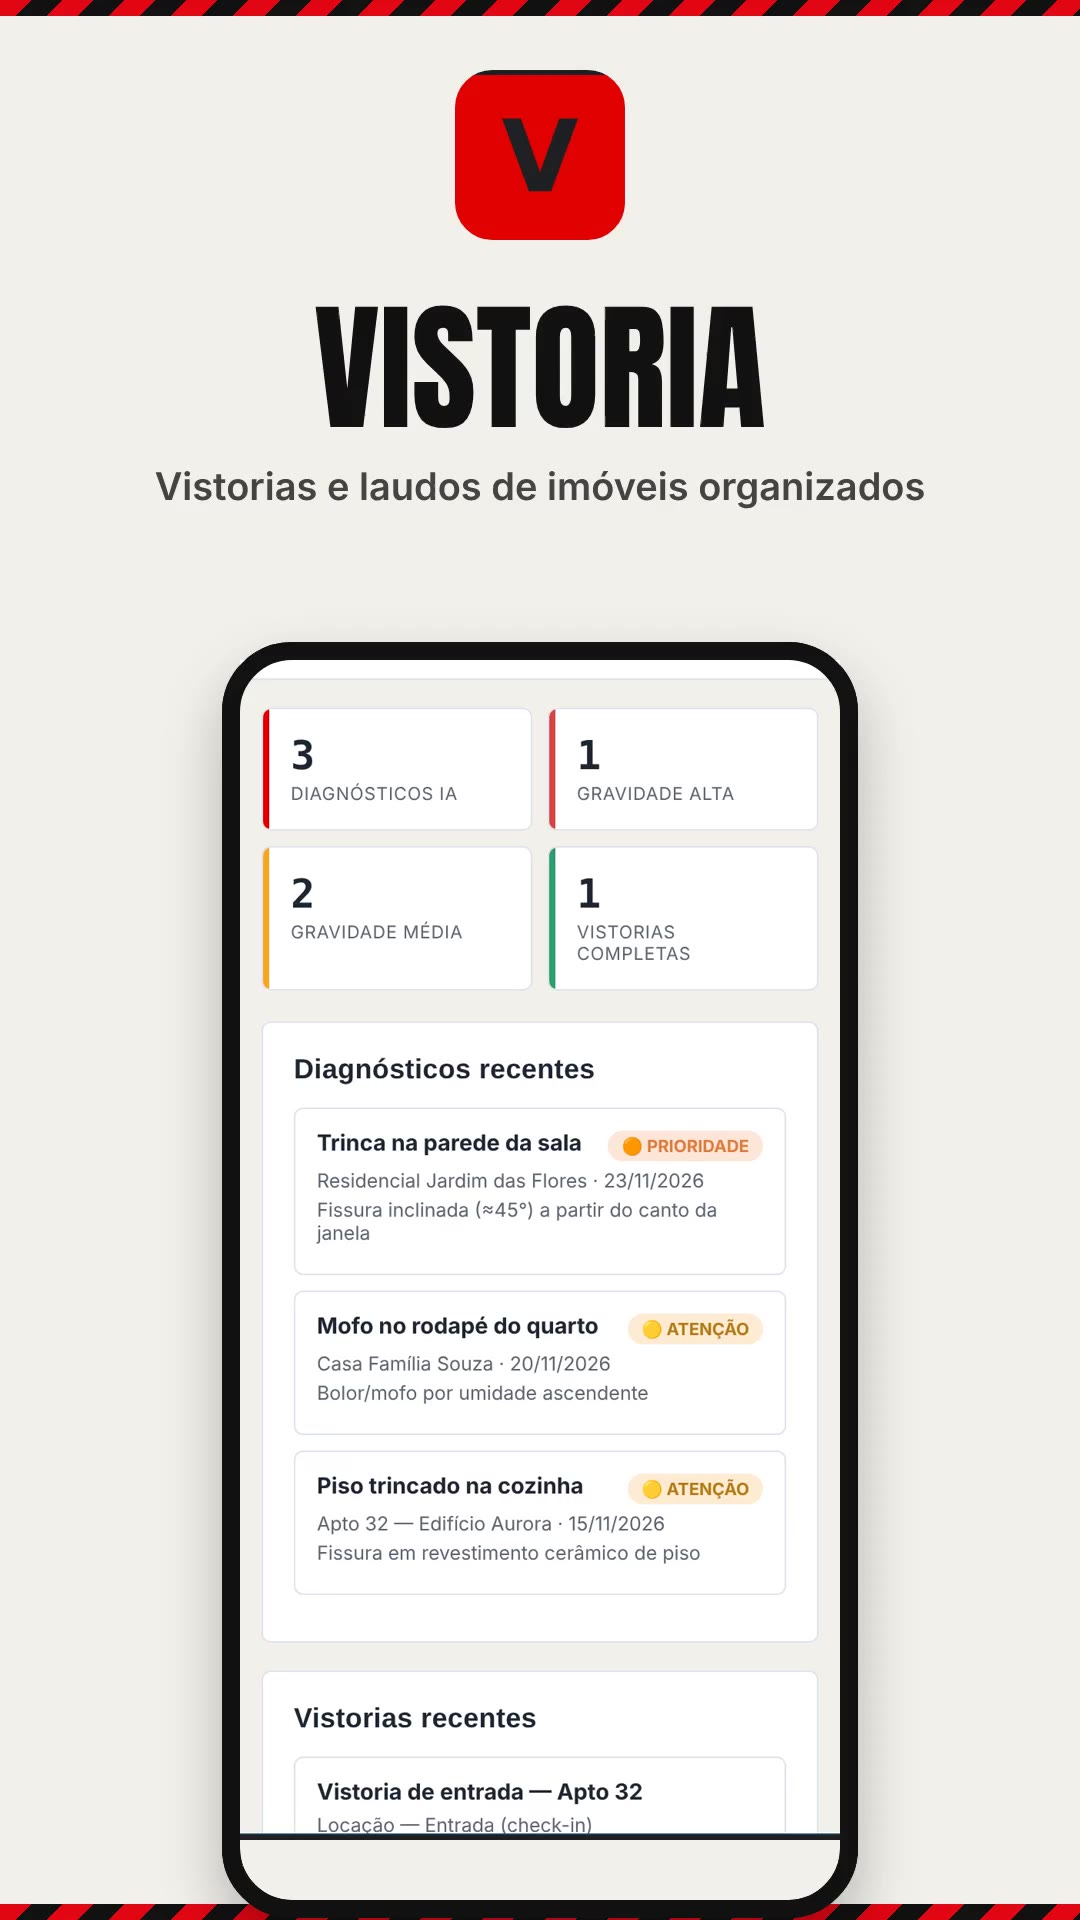 V
VISTORIA
Vistorias e laudos de imóveis organizados
3
DIAGNÓSTICOS IA
1
GRAVIDADE ALTA
2
GRAVIDADE MÉDIA
1
VISTORIAS
COMPLETAS
Diagnósticos recentes
Trinca na parede da sala
PRIORIDADE
Residencial Jardim das Flores · 23/11/2026
Fissura inclinada (≈45°) a partir do canto da
janela
Mofo no rodapé do quarto
ATENÇÃO
Casa Família Souza · 20/11/2026
Bolor/mofo por umidade ascendente
Piso trincado na cozinha
ATENÇÃO
Apto 32 — Edifício Aurora · 15/11/2026
Fissura em revestimento cerâmico de piso
Vistorias recentes
Vistoria de entrada — Apto 32
Locação — Entrada (check-in)